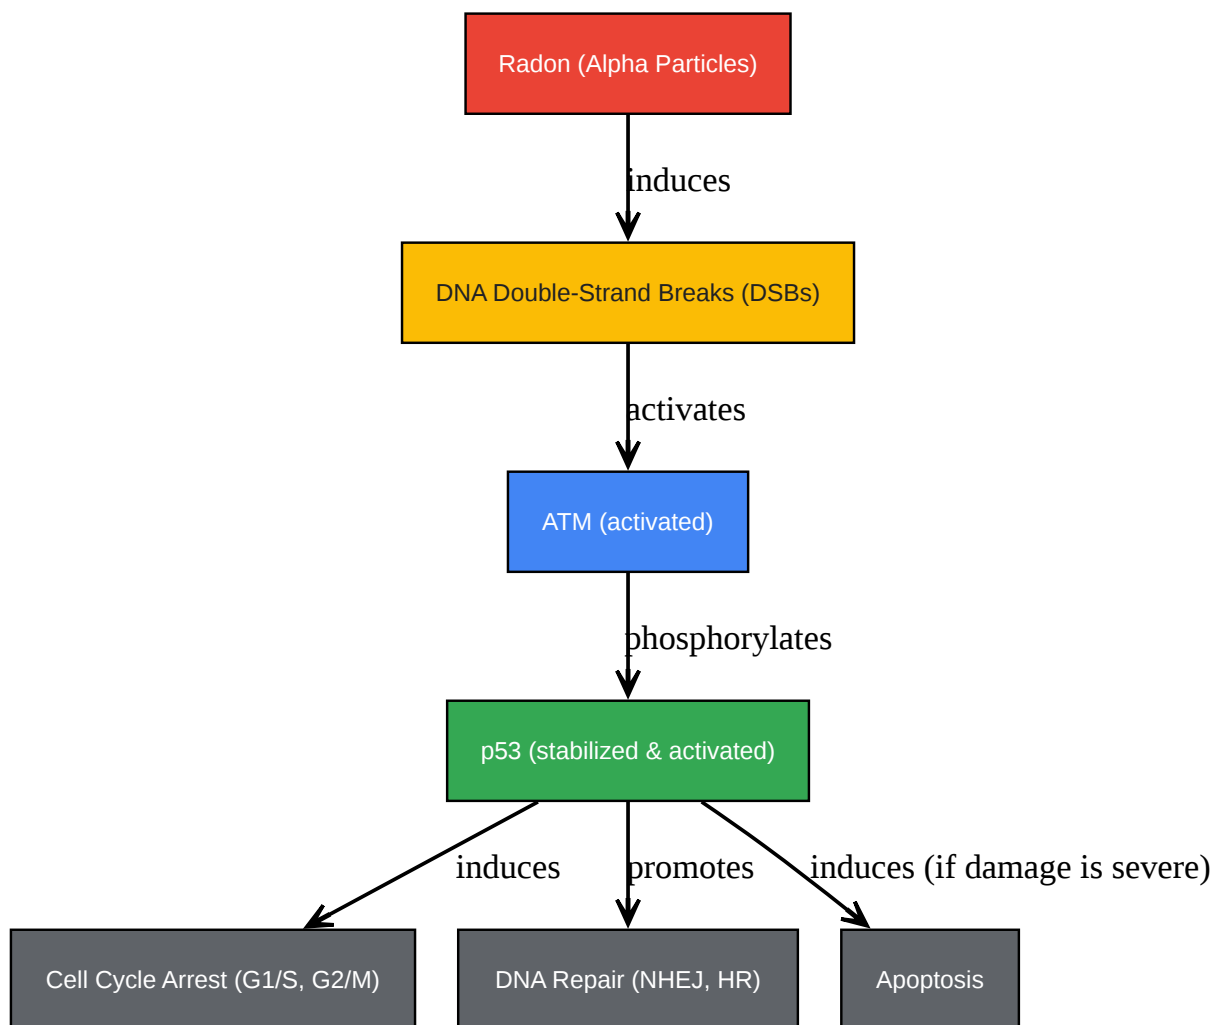 Radon (Alpha Particles)
induces
DNA Double-Strand Breaks (DSBs)
activates
ATM (activated)
phosphorylates
p53 (stabilized & activated)
induces
promotes
induces (if damage is severe)
Cell Cycle Arrest (G1/S, G2/M)
DNA Repair (NHEJ, HR)
Apoptosis